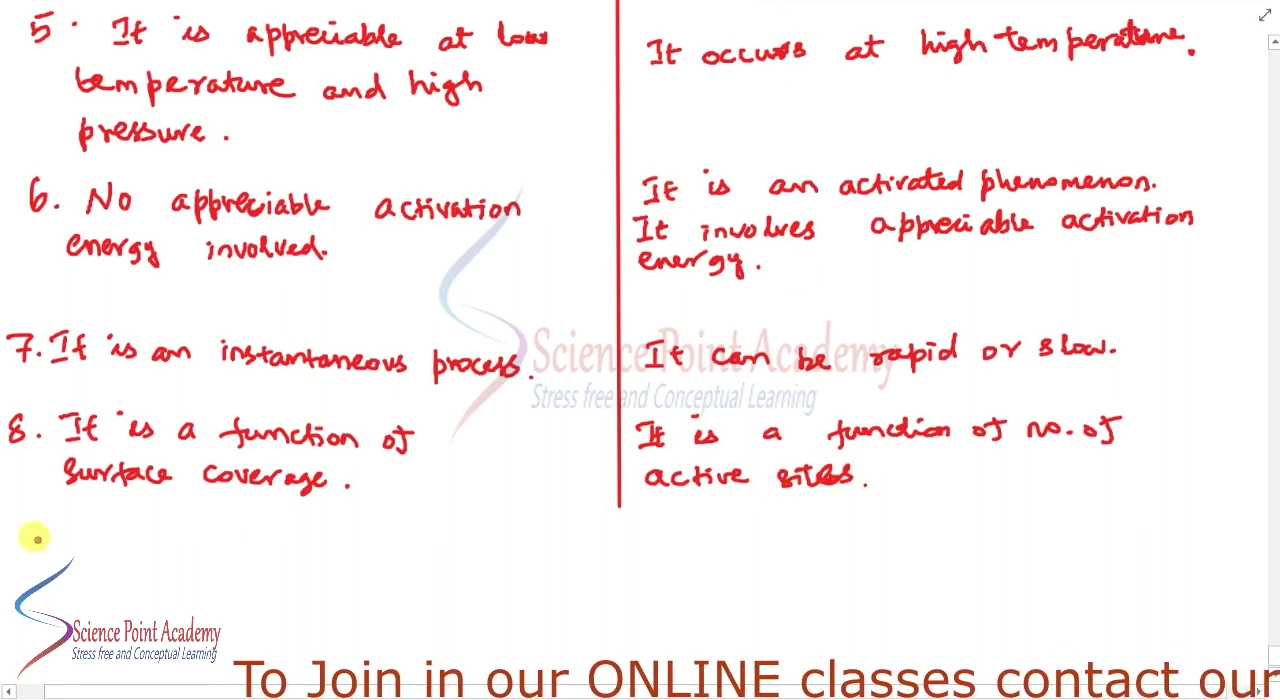 5. It is appreciable at low
temperature and high
pressure.
It occurs at high temperature.
6. No appreciable activation
energy involved.
It is an activated phenomenon.
It involves appreciable activation
energy.
7. It is an instantaneous process.
It can be rapid or slow.
8. It is a function of
surface coverage.
It is a function of no. of
active sites.
Science Point Academy
Stress free and Conceptual Learning
Science Point Academy
Stress free and Conceptual Learning
To Join in our ONLINE classes contact our